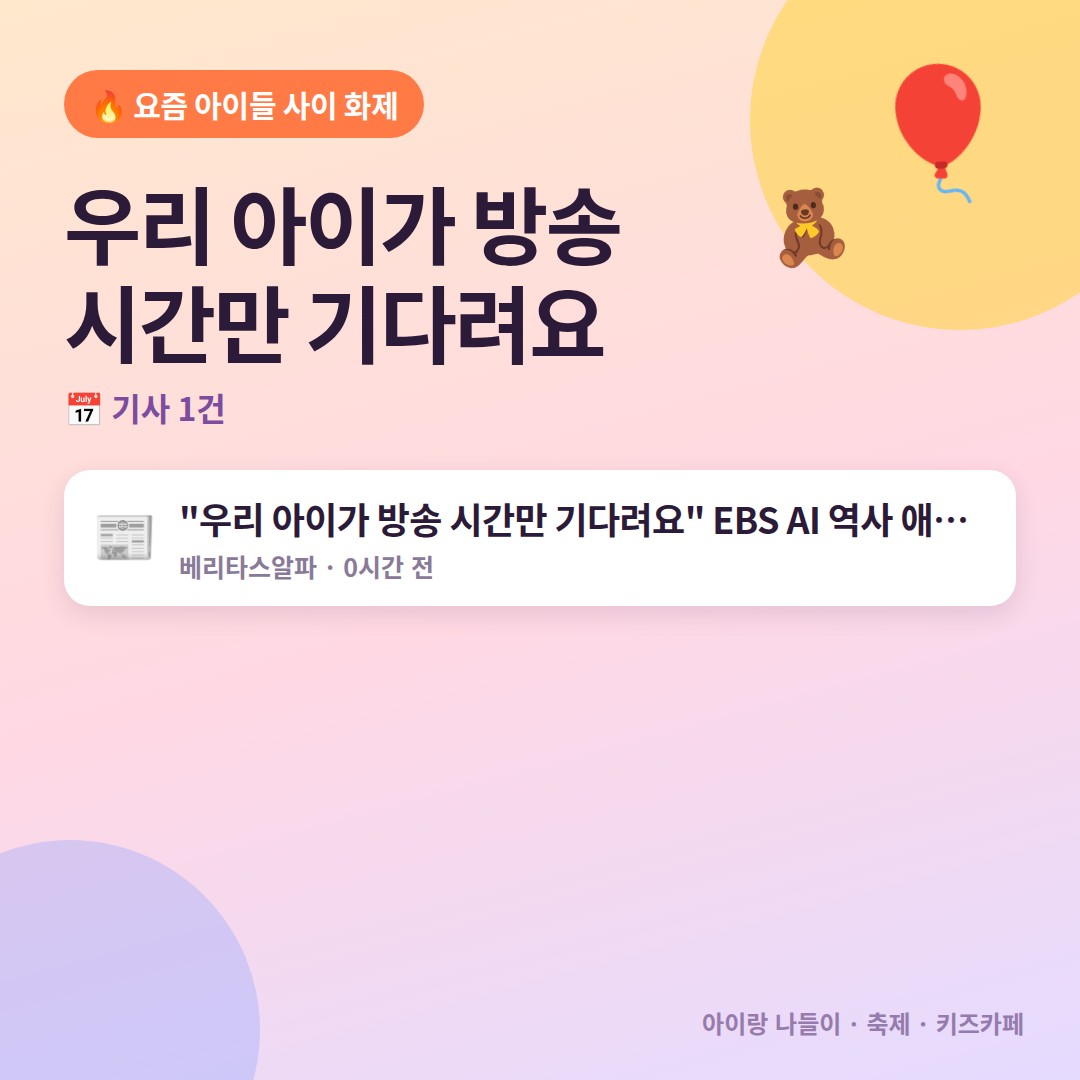 🔥 요즘 아이들 사이 화제
우리 아이가 방송
시간만 기다려요
📅 기사 1건
"우리 아이가 방송 시간만 기다려요" EBS AI 역사 애…
베리타스알파 · 0시간 전
아이랑 나들이 · 축제 · 키즈카페